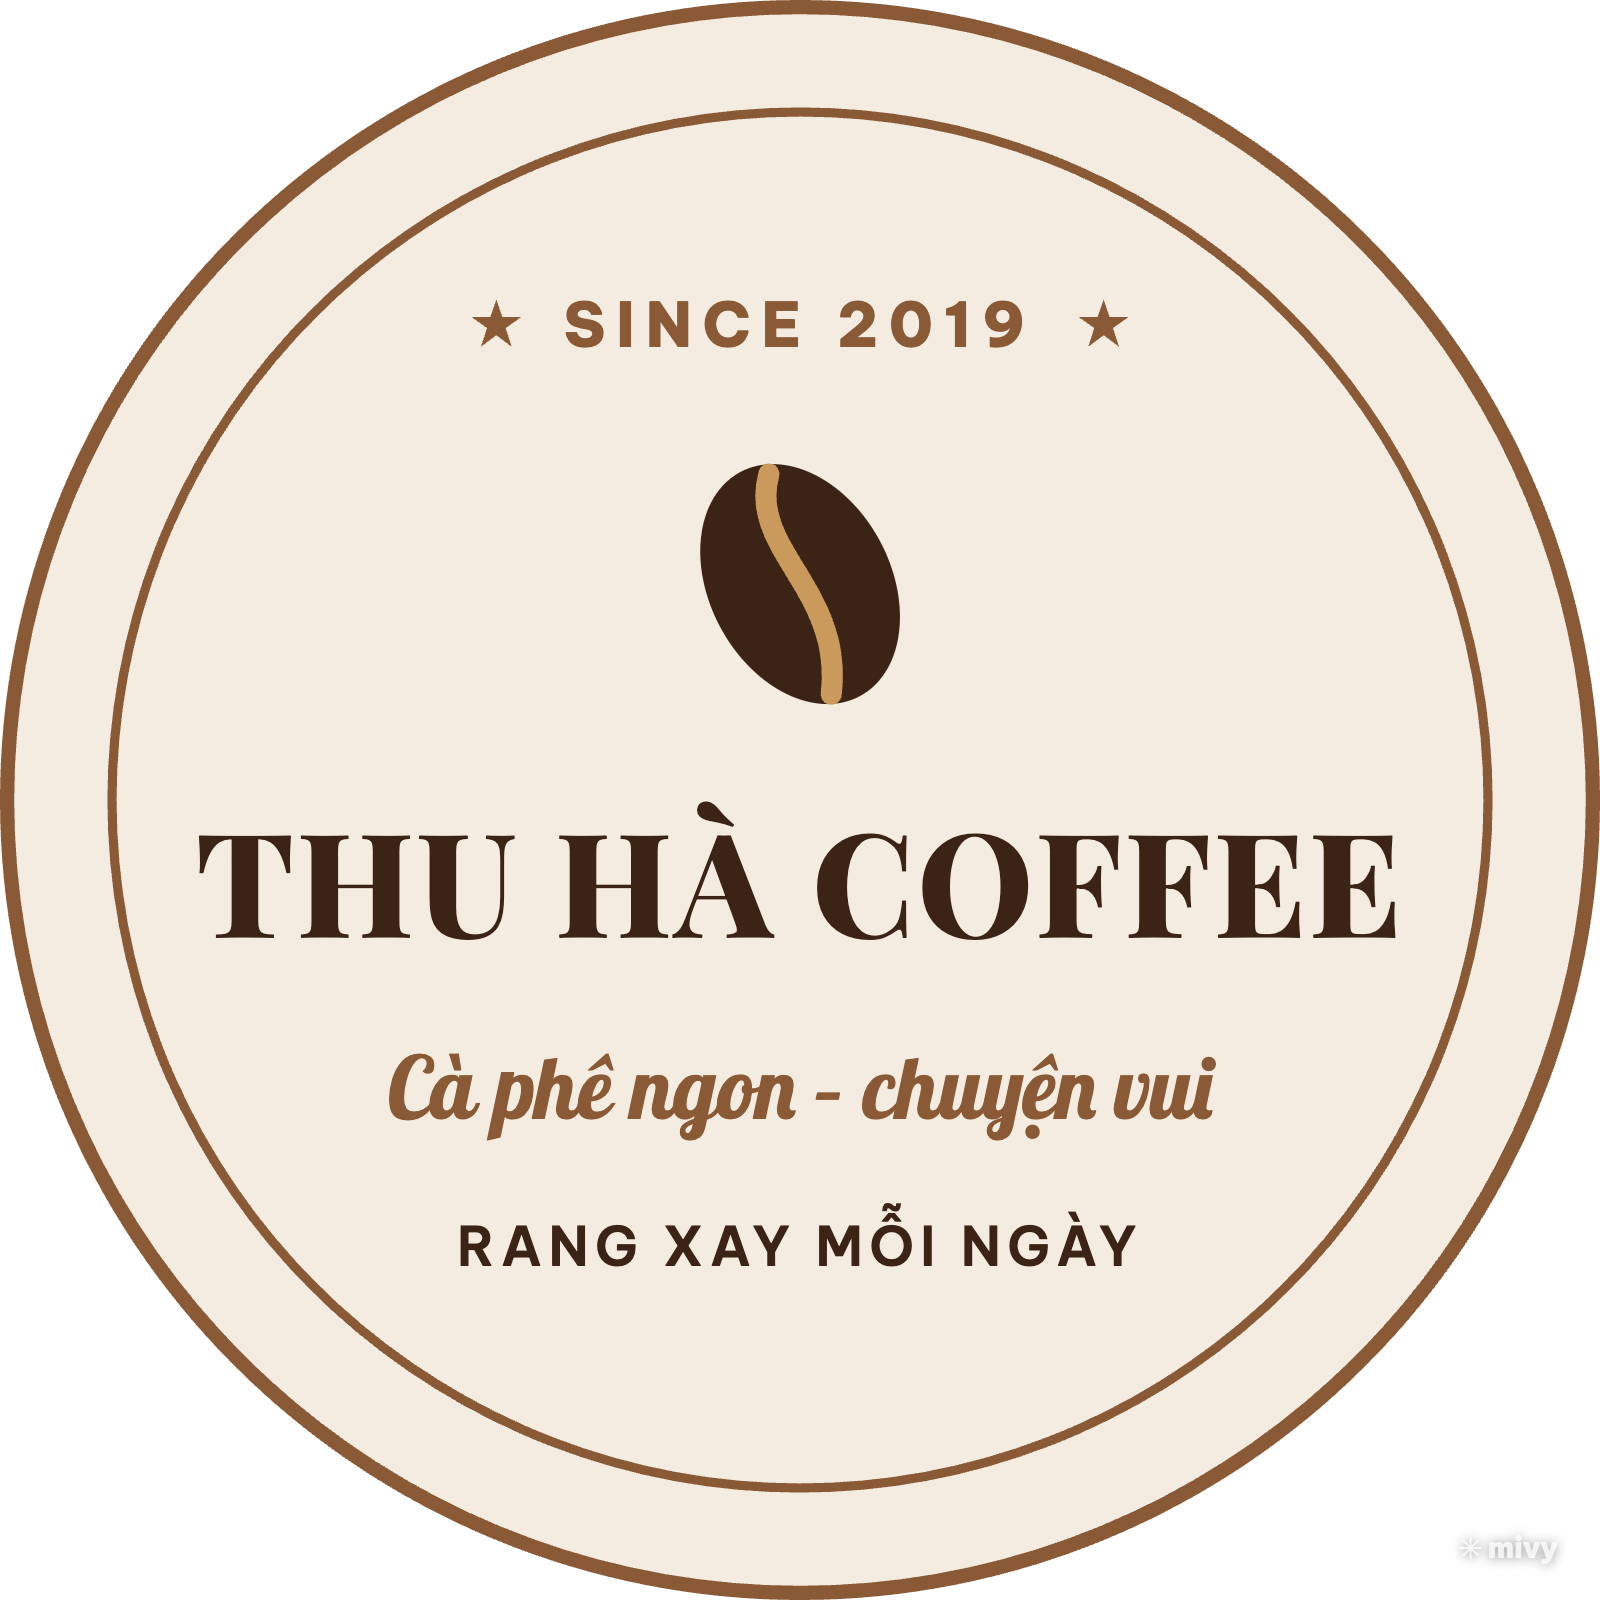 ★ SINCE 2019 ★
THU HÀ COFFEE
Cà phê ngon - chuyện vui
RANG XAY MỖI NGÀY
mivy